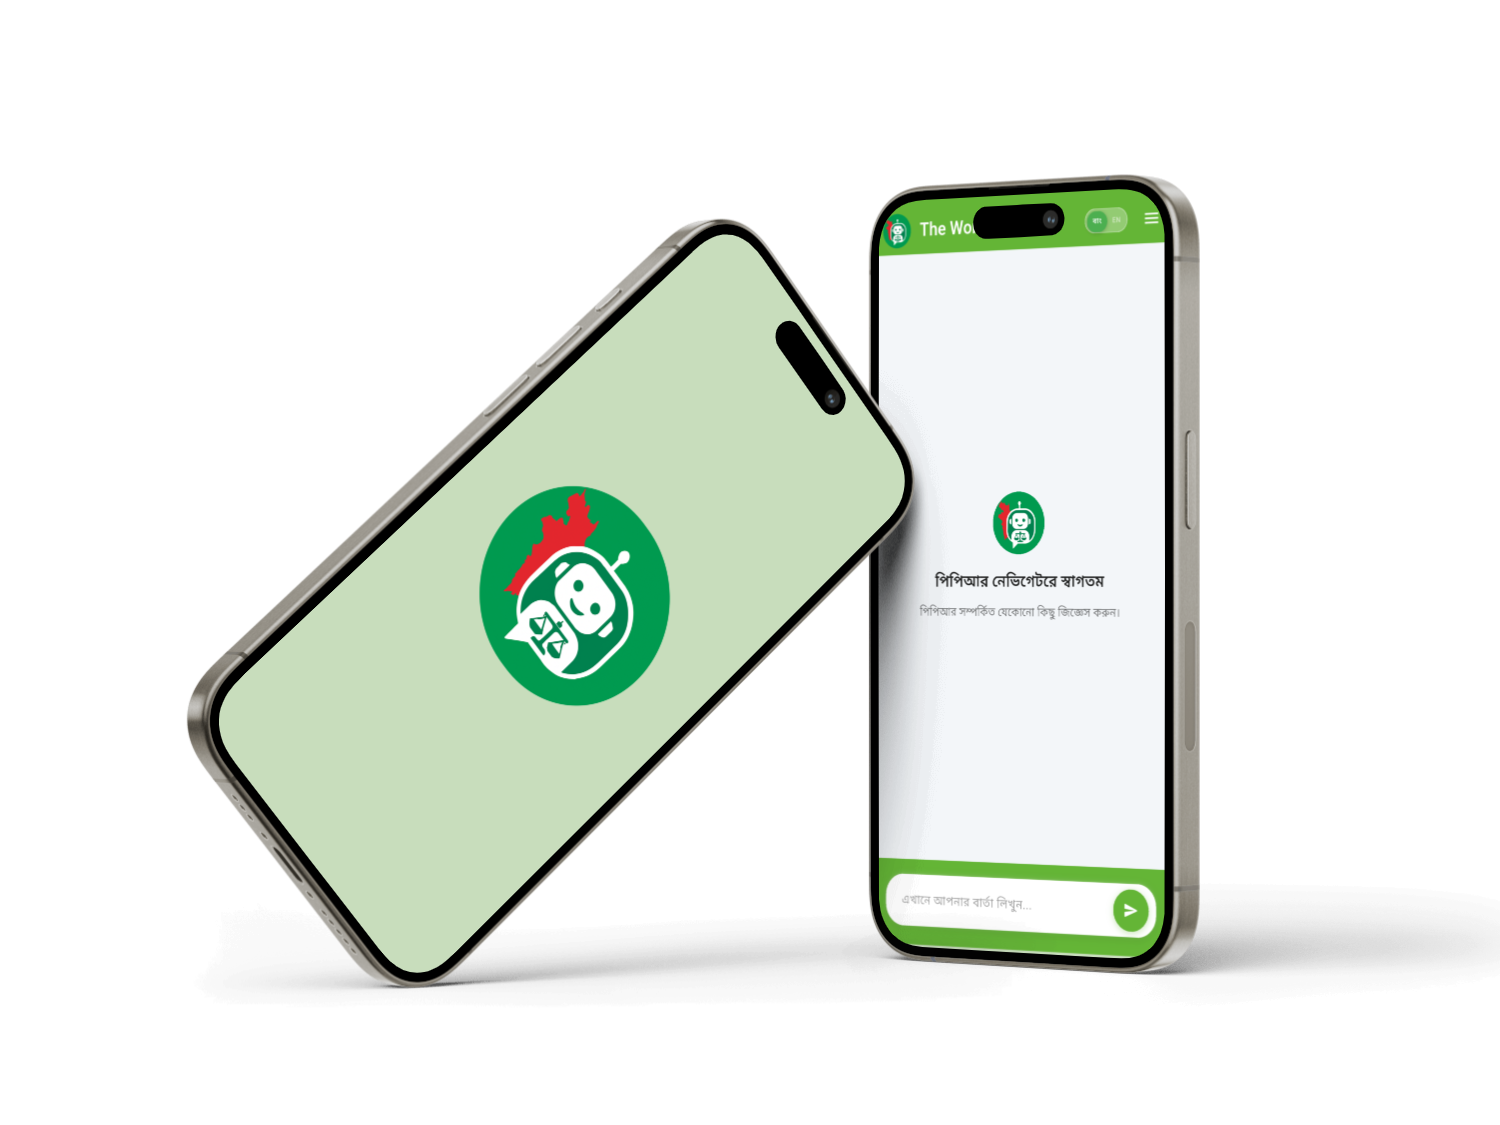 The Wo
বাং EN
পিপিআর নেভিগেটরে স্বাগতম
পিপিআর সম্পর্কিত যেকোনো কিছু জিজ্ঞেস করুন।
এখানে আপনার বার্তা লিখুন...